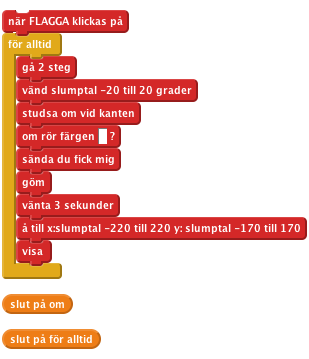 när FLAGGA klickas på
för alltid
gå 2 steg
vänd slumptal -20 till 20 grader
studsa om vid kanten
om rör färgen ?
sända du fick mig
göm
vänta 3 sekunder
å till x:slumptal -220 till 220 y: slumptal -170 till 170
visa
slut på om
slut på för alltid